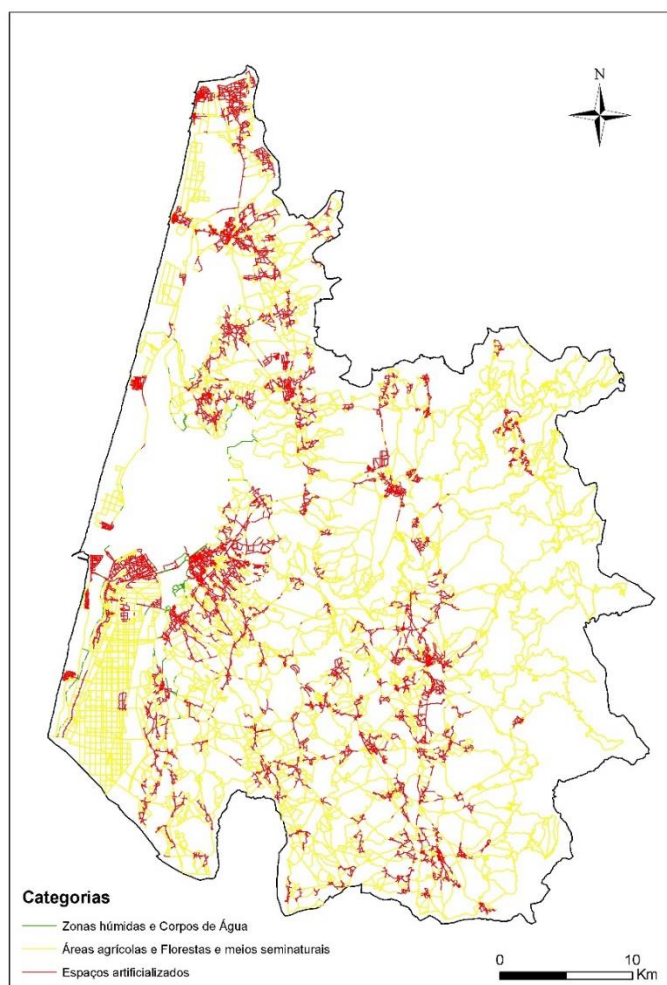 N
Categorias
Zonas húmidas e Corpos de Água
Áreas agrícolas e Florestas e meios seminaturais
Espaços artificializados
0 10
Km